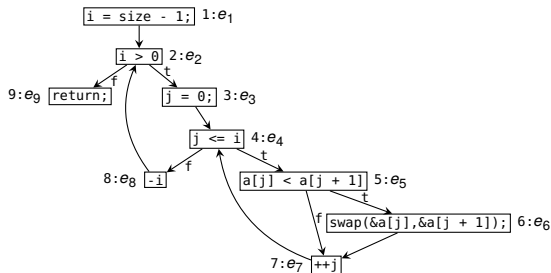 i = size - 1; 1:e₁
i > 0 2:e₂
f t
9:e₉ return; j = 0; 3:e₃
j <= i 4:e₄
f t
8:e₈ -i a[j] < a[j + 1] 5:e₅
f t
swap(&a[j],&a[j + 1]); 6:e₆
7:e₇ ++j